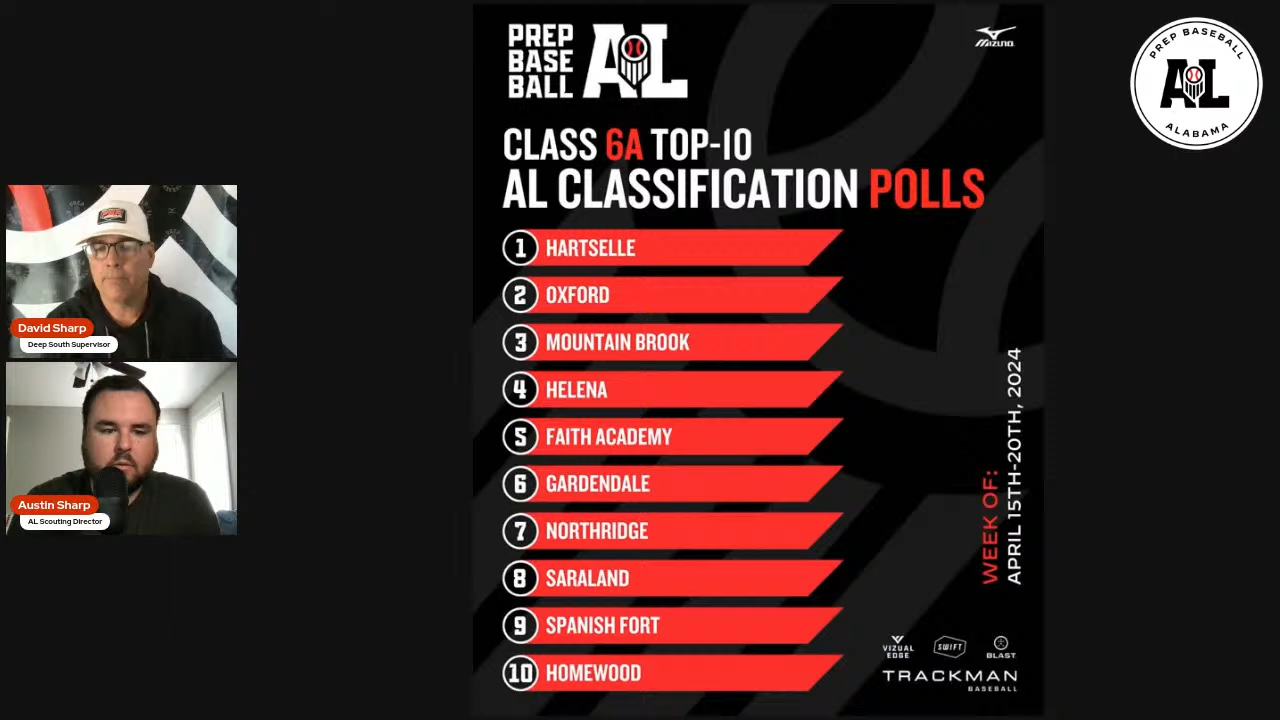 PREP
BASE
BALL
AL
MIZUNO
PREP BASEBALL
AL
ALABAMA
CLASS 6A TOP-10
AL CLASSIFICATION POLLS
1 HARTSELLE
2 OXFORD
3 MOUNTAIN BROOK
4 HELENA
5 FAITH ACADEMY
6 GARDENDALE
7 NORTHRIDGE
8 SARALAND
9 SPANISH FORT
10 HOMEWOOD
WEEK OF:
APRIL 15TH-20TH, 2024
VIZUAL
EDGE
SWIFT
BLAST
TRACKMAN
BASEBALL
David Sharp
Deep South Supervisor
Austin Sharp
AL Scouting Director